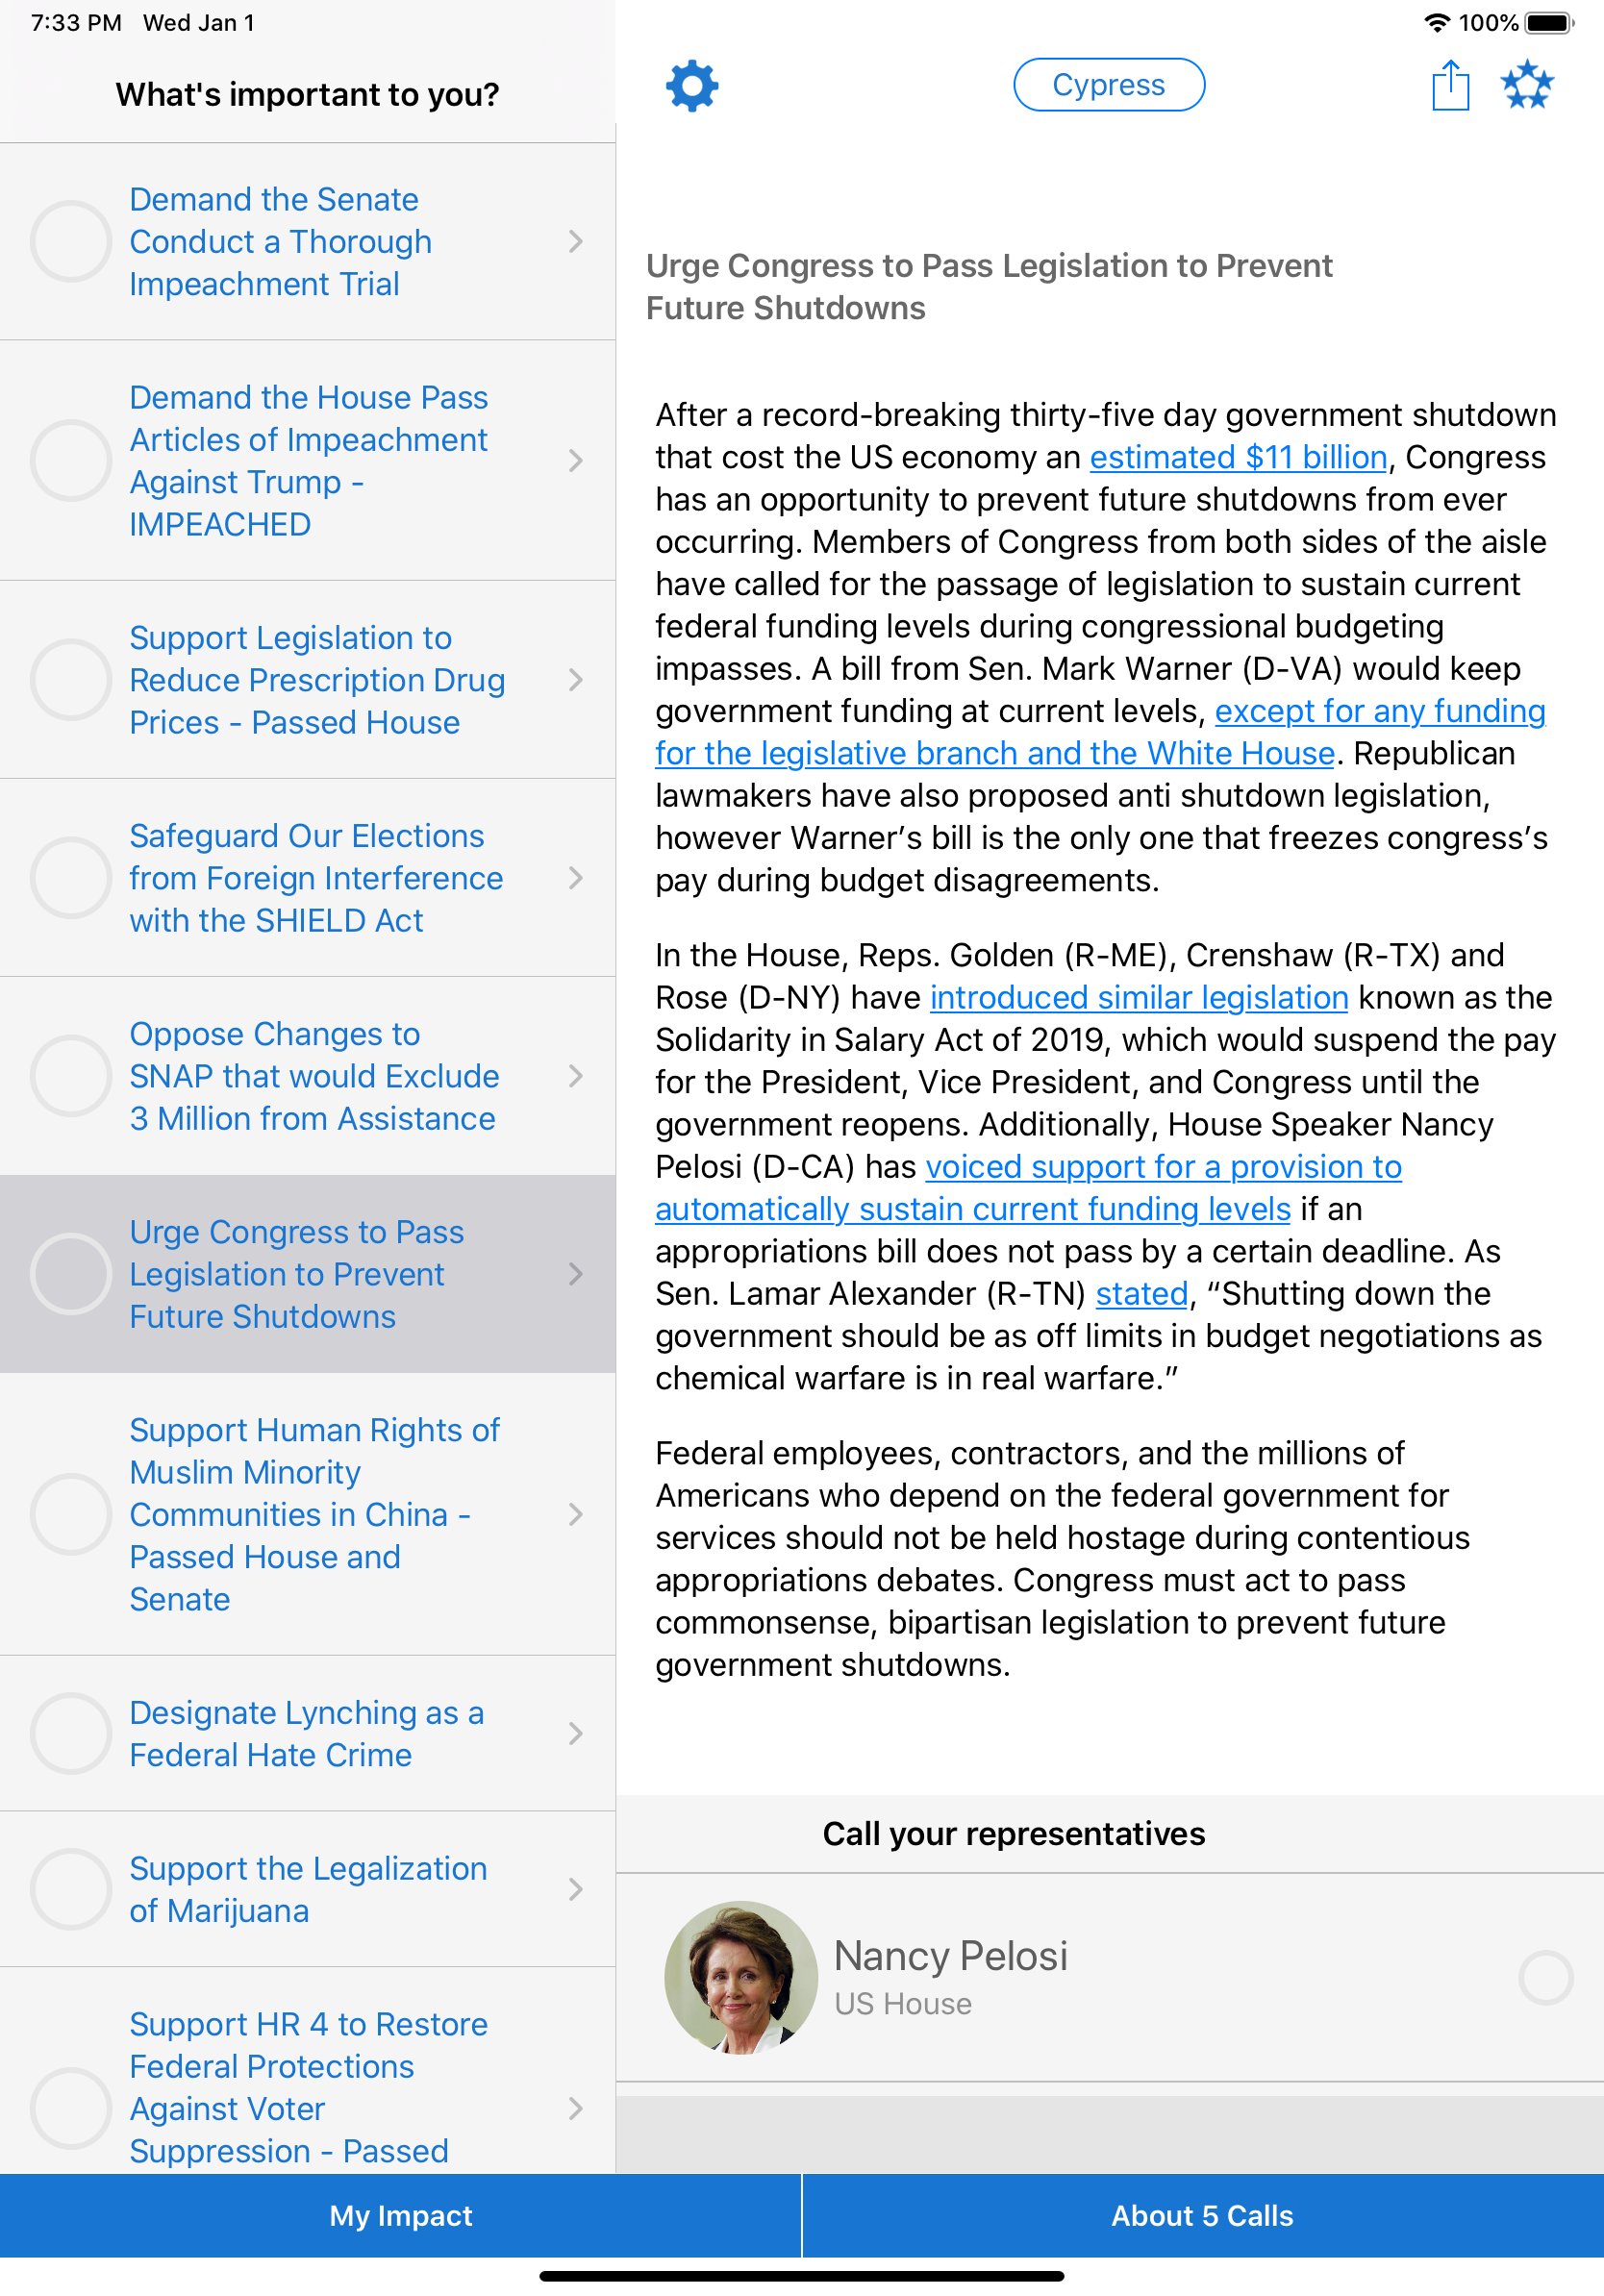 7:33 PM Wed Jan 1
100%
What's important to you?
Demand the Senate
Conduct a Thorough
Impeachment Trial
Demand the House Pass
Articles of Impeachment
Against Trump -
IMPEACHED
Support Legislation to
Reduce Prescription Drug
Prices - Passed House
Safeguard Our Elections
from Foreign Interference
with the SHIELD Act
Oppose Changes to
SNAP that would Exclude
3 Million from Assistance
Urge Congress to Pass
Legislation to Prevent
Future Shutdowns
Support Human Rights of
Muslim Minority
Communities in China -
Passed House and
Senate
Designate Lynching as a
Federal Hate Crime
Support the Legalization
of Marijuana
Support HR 4 to Restore
Federal Protections
Against Voter
Suppression - Passed
Cypress
Urge Congress to Pass Legislation to Prevent
Future Shutdowns
After a record-breaking thirty-five day government shutdown
that cost the US economy an estimated $11 billion, Congress
has an opportunity to prevent future shutdowns from ever
occurring. Members of Congress from both sides of the aisle
have called for the passage of legislation to sustain current
federal funding levels during congressional budgeting
impasses. A bill from Sen. Mark Warner (D-VA) would keep
government funding at current levels, except for any funding
for the legislative branch and the White House. Republican
lawmakers have also proposed anti shutdown legislation,
however Warner’s bill is the only one that freezes congress’s
pay during budget disagreements.
In the House, Reps. Golden (R-ME), Crenshaw (R-TX) and
Rose (D-NY) have introduced similar legislation known as the
Solidarity in Salary Act of 2019, which would suspend the pay
for the President, Vice President, and Congress until the
government reopens. Additionally, House Speaker Nancy
Pelosi (D-CA) has voiced support for a provision to
automatically sustain current funding levels if an
appropriations bill does not pass by a certain deadline. As
Sen. Lamar Alexander (R-TN) stated, “Shutting down the
government should be as off limits in budget negotiations as
chemical warfare is in real warfare.”
Federal employees, contractors, and the millions of
Americans who depend on the federal government for
services should not be held hostage during contentious
appropriations debates. Congress must act to pass
commonsense, bipartisan legislation to prevent future
government shutdowns.
Call your representatives
Nancy Pelosi
US House
My Impact
About 5 Calls